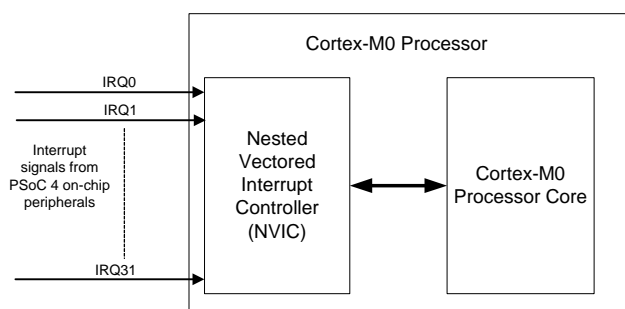 Cortex-M0 Processor
IRQ0
IRQ1
Interrupt
signals from
PSoC 4 on-chip
peripherals
IRQ31
Nested
Vectored
Interrupt
Controller
(NVIC)
Cortex-M0
Processor Core